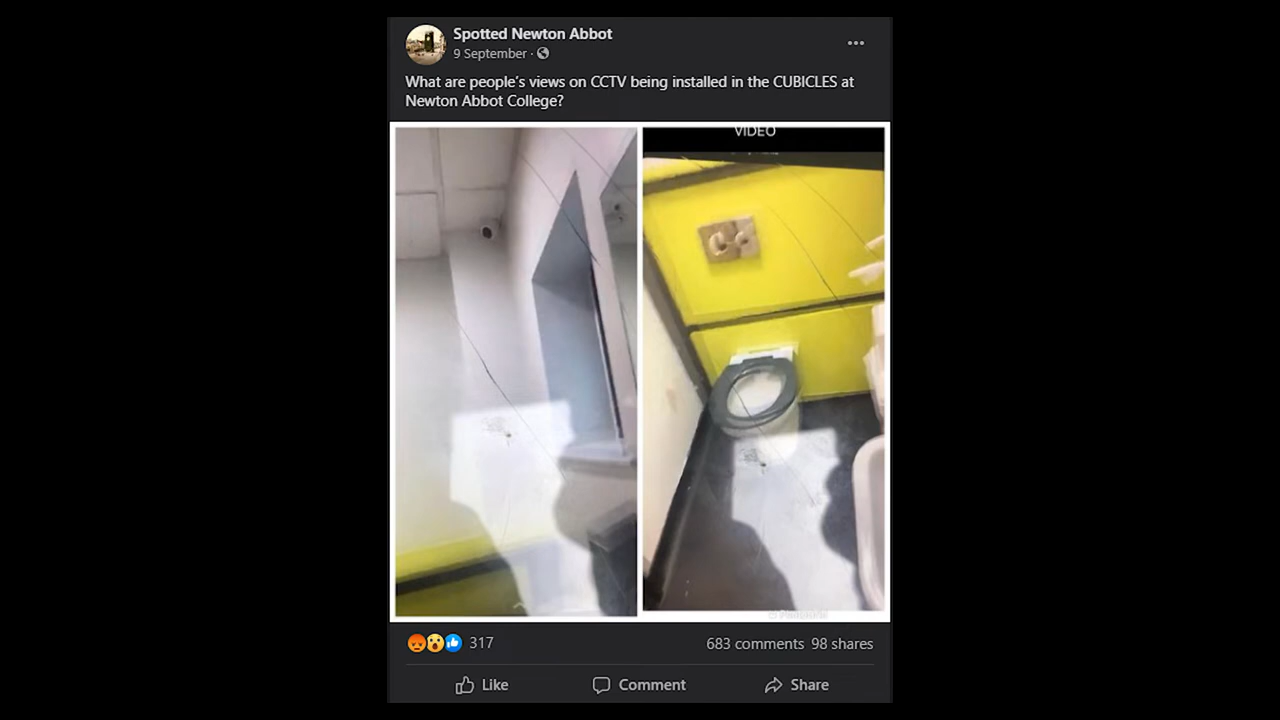 Spotted Newton Abbot
9 September ·
What are people's views on CCTV being installed in the CUBICLES at
Newton Abbot College?
VIDEO
317
683 comments 98 shares
Like
Comment
Share